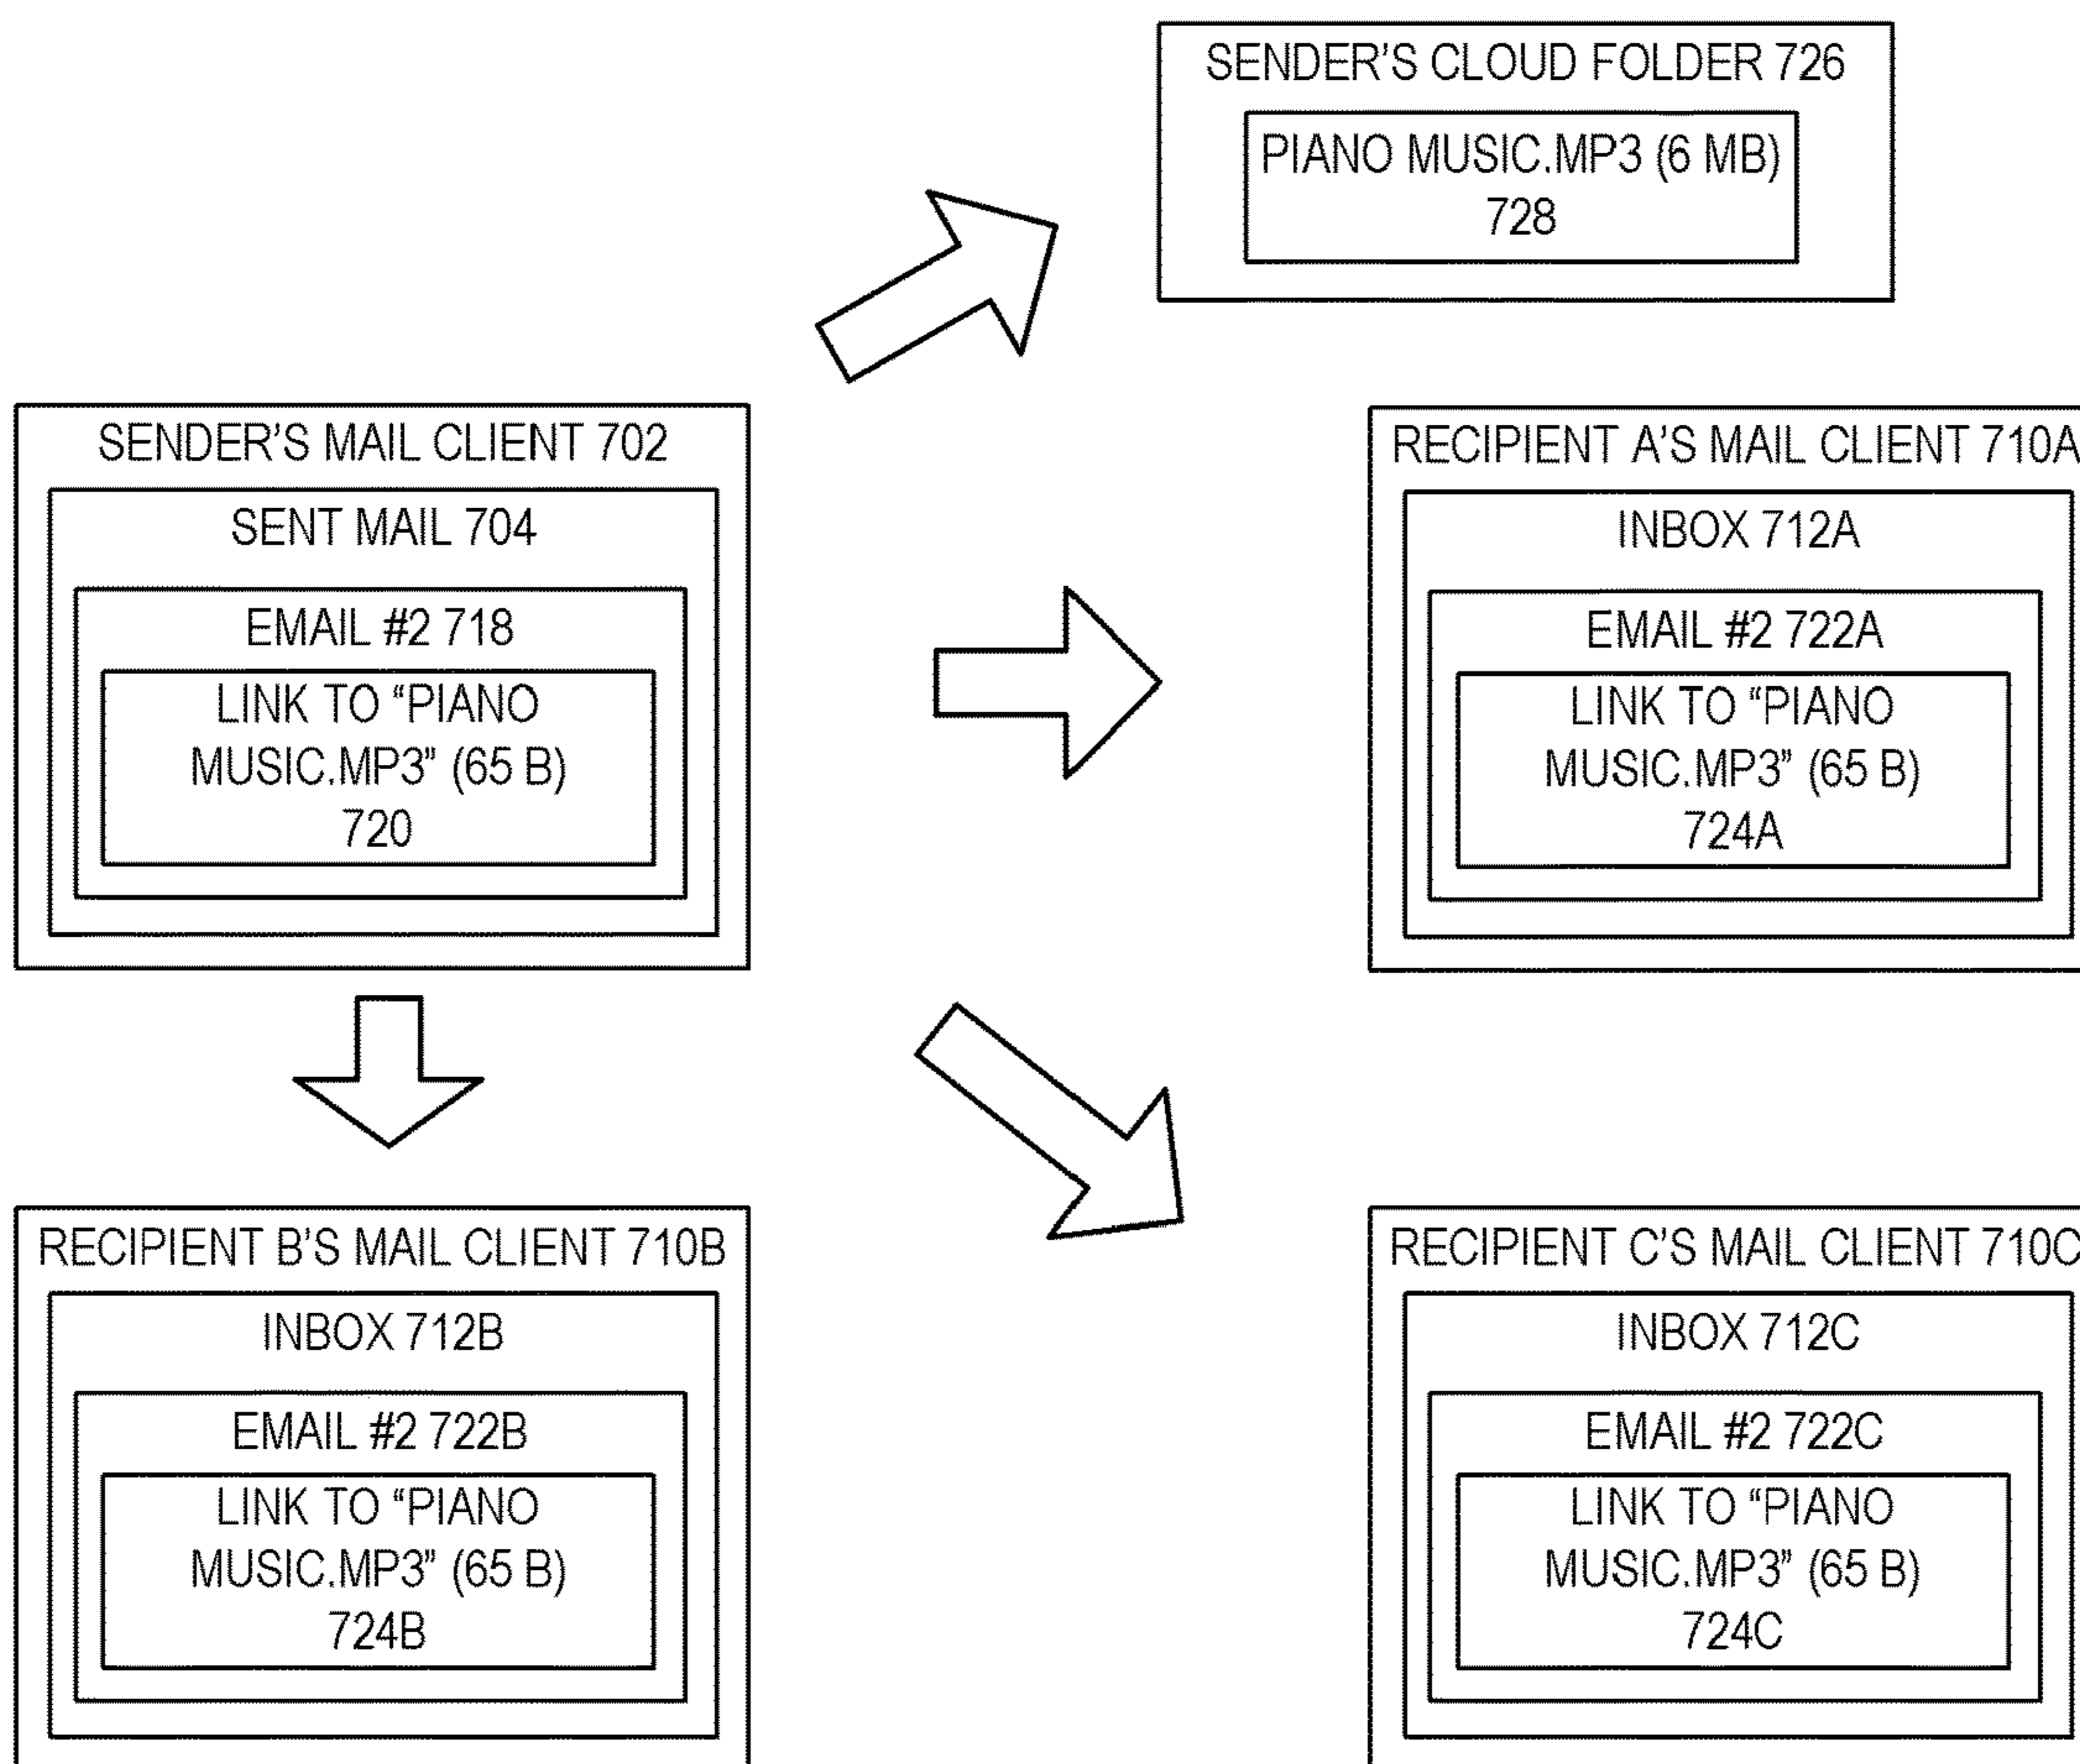 SENDER'S CLOUD FOLDER 726
PIANO MUSIC.MP3 (6 MB)
728
SENDER'S MAIL CLIENT 702
SENT MAIL 704
EMAIL #2 718
LINK TO “PIANO
MUSIC.MP3” (65 B)
720
RECIPIENT A'S MAIL CLIENT 710A
INBOX 712A
EMAIL #2 722A
LINK TO “PIANO
MUSIC.MP3” (65 B)
724A
RECIPIENT B'S MAIL CLIENT 710B
INBOX 712B
EMAIL #2 722B
LINK TO “PIANO
MUSIC.MP3” (65 B)
724B
RECIPIENT C'S MAIL CLIENT 710C
INBOX 712C
EMAIL #2 722C
LINK TO “PIANO
MUSIC.MP3” (65 B)
724C